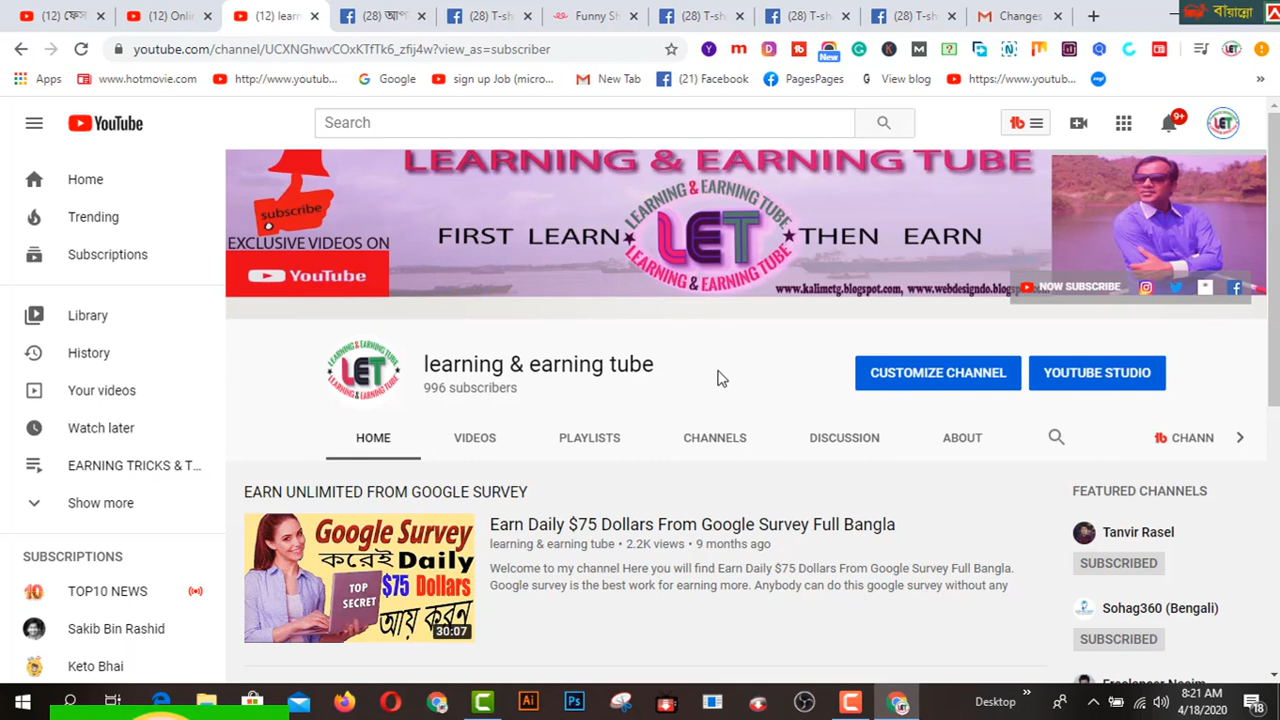 (12) ফেস
(12) Onli
(12) lear
(28) আপ
(28) T-
Funny Sh
(28) T-sh
(28) T-sh
(28) T-sh
Changes
বায়ান্নো
youtube.com/channel/UCXNGhwvCOxKTfTk6_zfij4w?view_as=subscriber
New
Apps
www.hotmovie.com
http://www.youtub...
Google
sign up Job (micro...
New Tab
(21) Facebook
PagesPages
View blog
https://www.youtub...
YouTube
Search
9+
Home
Trending
Subscriptions
Library
History
Your videos
Watch later
EARNING TRICKS & T...
Show more
SUBSCRIPTIONS
TOP10 NEWS
Sakib Bin Rashid
Keto Bhai
LEARNING & EARNING TUBE
subscribe
EXCLUSIVE VIDEOS ON
YouTube
FIRST LEARN
LEARNING & EARNING TUBE
LET
LEARNING & EARNING TUBE
THEN EARN
www.kalimctg.blogspot.com, www.webdesigndo.blogs
NOW SUBSCRIBE
LET
learning & earning tube
996 subscribers
CUSTOMIZE CHANNEL
YOUTUBE STUDIO
HOME
VIDEOS
PLAYLISTS
CHANNELS
DISCUSSION
ABOUT
CHANN
EARN UNLIMITED FROM GOOGLE SURVEY
Google Survey
করেই Daily
$75 Dollars
TOP
SECRET
আয় করুন
30:07
Earn Daily $75 Dollars From Google Survey Full Bangla
learning & earning tube • 2.2K views • 9 months ago
Welcome to my channel Here you will find Earn Daily $75 Dollars From Google Survey Full Bangla.
Google survey is the best work for earning more. Anybody can do this google survey without any
FEATURED CHANNELS
Tanvir Rasel
SUBSCRIBED
Sohag360 (Bengali)
SUBSCRIBED
Desktop
8:21 AM
4/18/2020
18